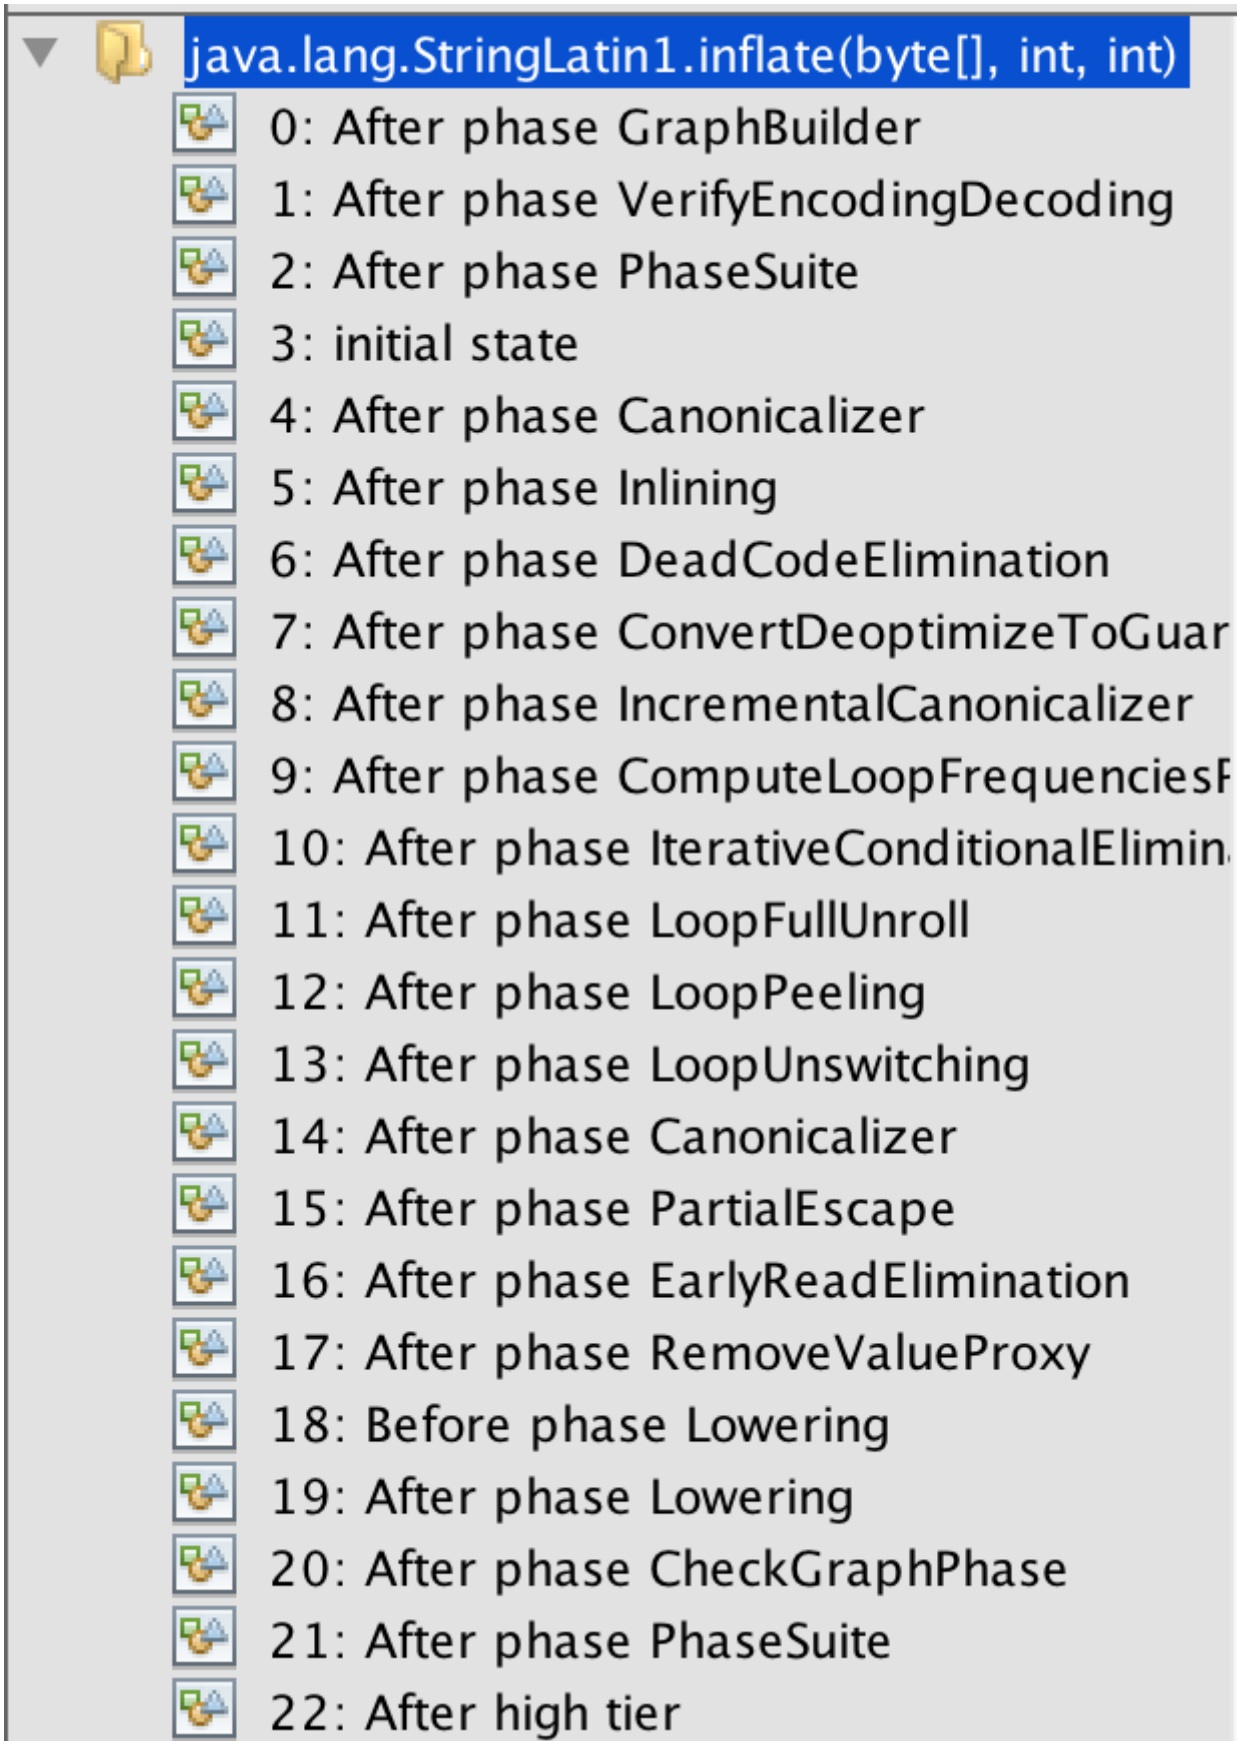 java.lang.StringLatin1.inflate(byte[], int, int)
0: After phase GraphBuilder
1: After phase VerifyEncodingDecoding
2: After phase PhaseSuite
3: initial state
4: After phase Canonicalizer
5: After phase Inlining
6: After phase DeadCodeElimination
7: After phase ConvertDeoptimizeToGuar
8: After phase IncrementalCanonicalizer
9: After phase ComputeLoopFrequencies
10: After phase IterativeConditionalElimin
11: After phase LoopFullUnroll
12: After phase LoopPeeling
13: After phase LoopUnswitching
14: After phase Canonicalizer
15: After phase PartialEscape
16: After phase EarlyReadElimination
17: After phase RemoveValueProxy
18: Before phase Lowering
19: After phase Lowering
20: After phase CheckGraphPhase
21: After phase PhaseSuite
22: After high tier